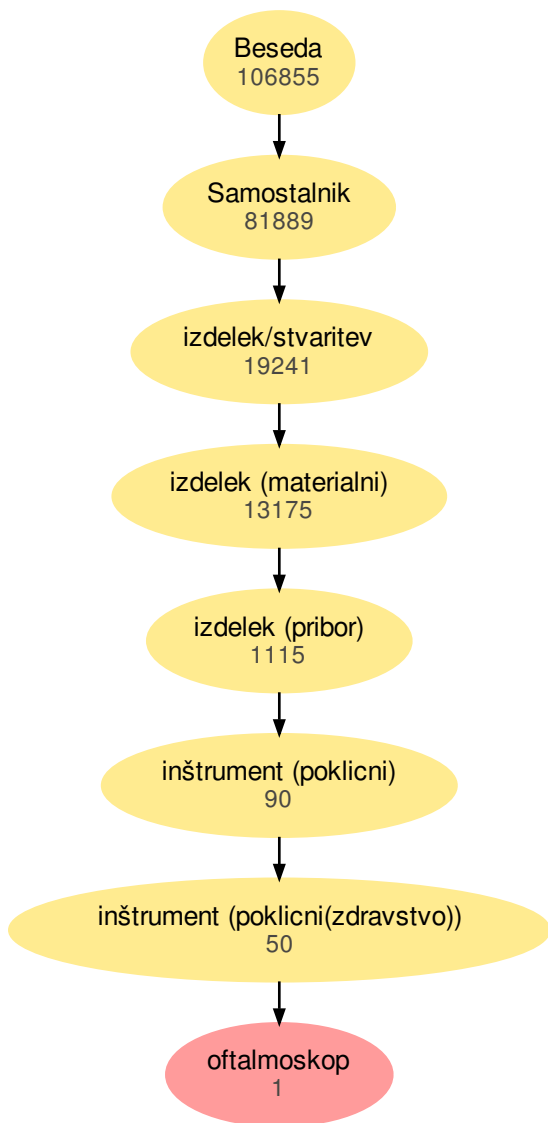 Beseda
106855
Samostalnik
81889
izdelek/stvaritev
19241
izdelek (materialni)
13175
izdelek (pribor)
1115
inštrument (poklicni)
90
inštrument (poklicni(zdravstvo))
50
oftalmoskop
1